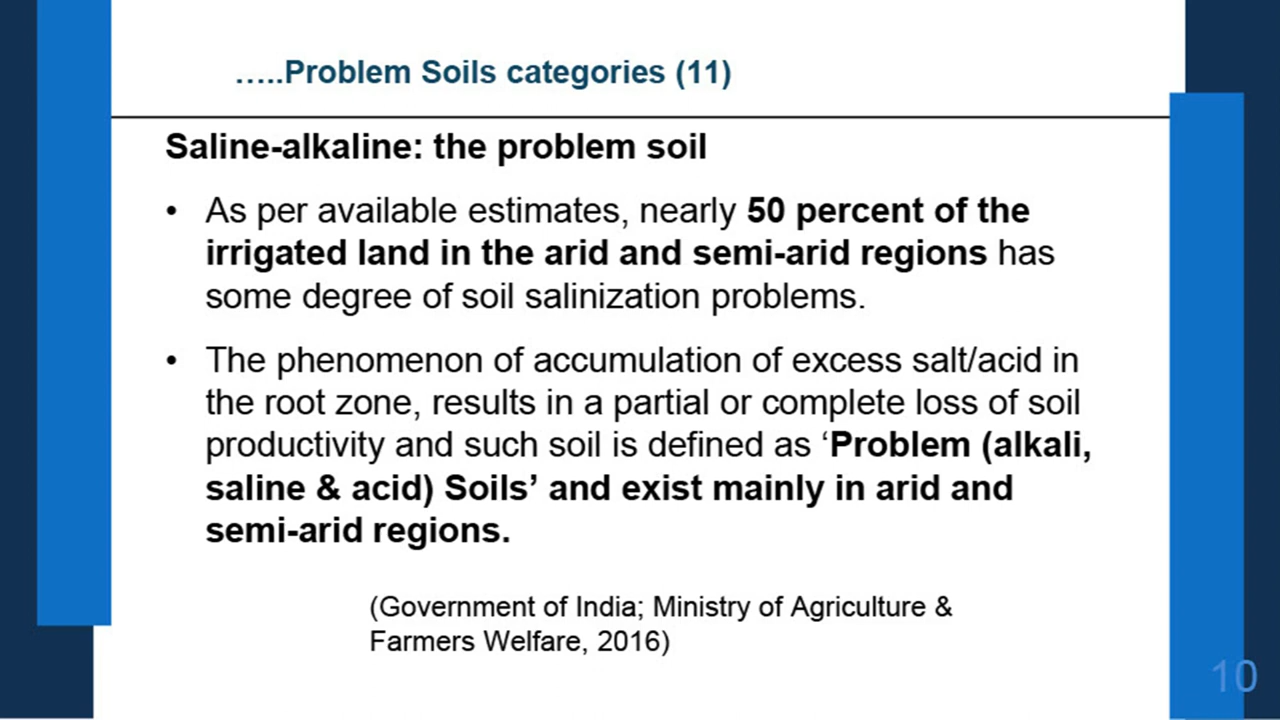 …..Problem Soils categories (11)
Saline-alkaline: the problem soil
• As per available estimates, nearly 50 percent of the
irrigated land in the arid and semi-arid regions has
some degree of soil salinization problems.
• The phenomenon of accumulation of excess salt/acid in
the root zone, results in a partial or complete loss of soil
productivity and such soil is defined as ‘Problem (alkali,
saline & acid) Soils’ and exist mainly in arid and
semi-arid regions.
(Government of India; Ministry of Agriculture &
Farmers Welfare, 2016)
10